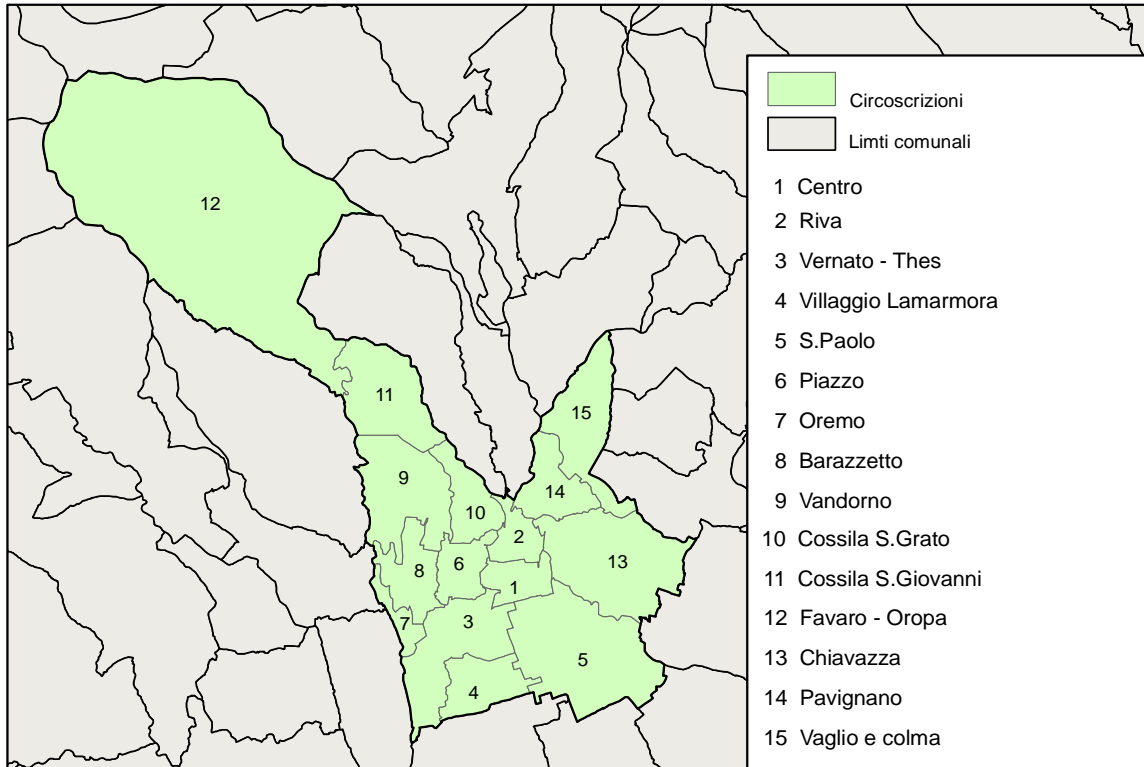 Circoscrizioni
Limti comunali
1 Centro
2 Riva
3 Vernato - Thes
4 Villaggio Lamarmora
5 S.Paolo
6 Piazzo
7 Oremo
8 Barazzetto
9 Vandorno
10 Cossila S.Grato
11 Cossila S.Giovanni
12 Favaro - Oropa
13 Chiavazza
14 Pavignano
15 Vaglio e colma
12
11
15
9
14
10
2
13
8
6
1
7
3
5
4